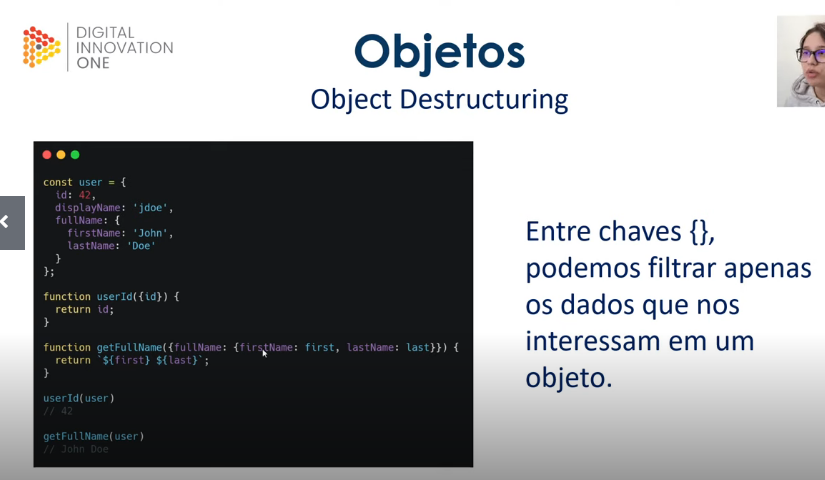 DIGITAL
INNOVATION
ONE
Objetos
Object Destructuring
const user = {
  id: 42,
  displayName: 'jdoe',
  fullName: {
    firstName: 'John',
    lastName: 'Doe'
  }
};
function userId({id}) {
  return id;
}
function getFullName({fullName: {firstName: first, lastName: last}}) {
  return `${first} ${last}`;
}
userId(user)
// 42
getFullName(user)
// John Doe
Entre chaves {},
podemos filtrar apenas
os dados que nos
interessam em um
objeto.